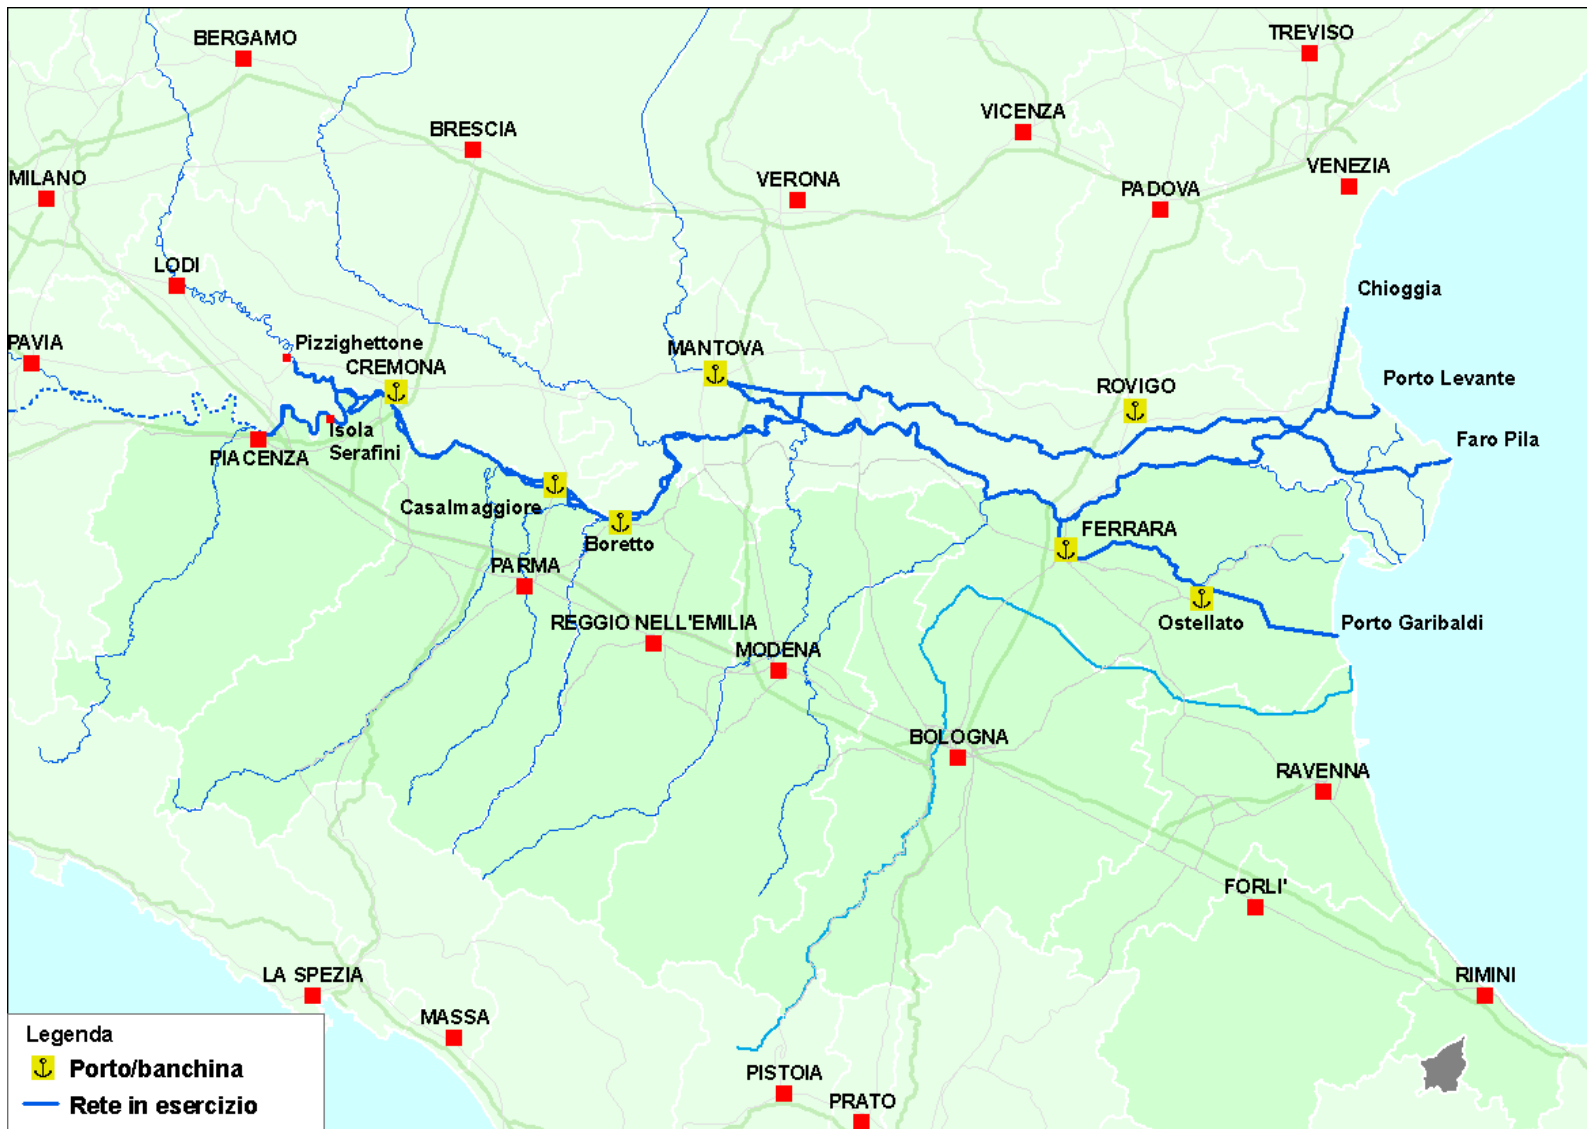 BERGAMO
TREVISO
BRESCIA
VICENZA
MILANO
VERONA
PADOVA
VENEZIA
LODI
Chioggia
PAVIA
Pizzighettone
CREMONA
MANTOVA
ROVIGO
Porto Levante
Isola
Serafini
PIACENZA
Faro Pila
Casalmaggiore
Boretto
FERRARA
PARMA
REGGIO NELL'EMILIA
MODENA
Ostellato
Porto Garibaldi
BOLOGNA
RAVENNA
FORLI'
LA SPEZIA
MASSA
RIMINI
PISTOIA
PRATO
Legenda
Porto/banchina
Rete in esercizio